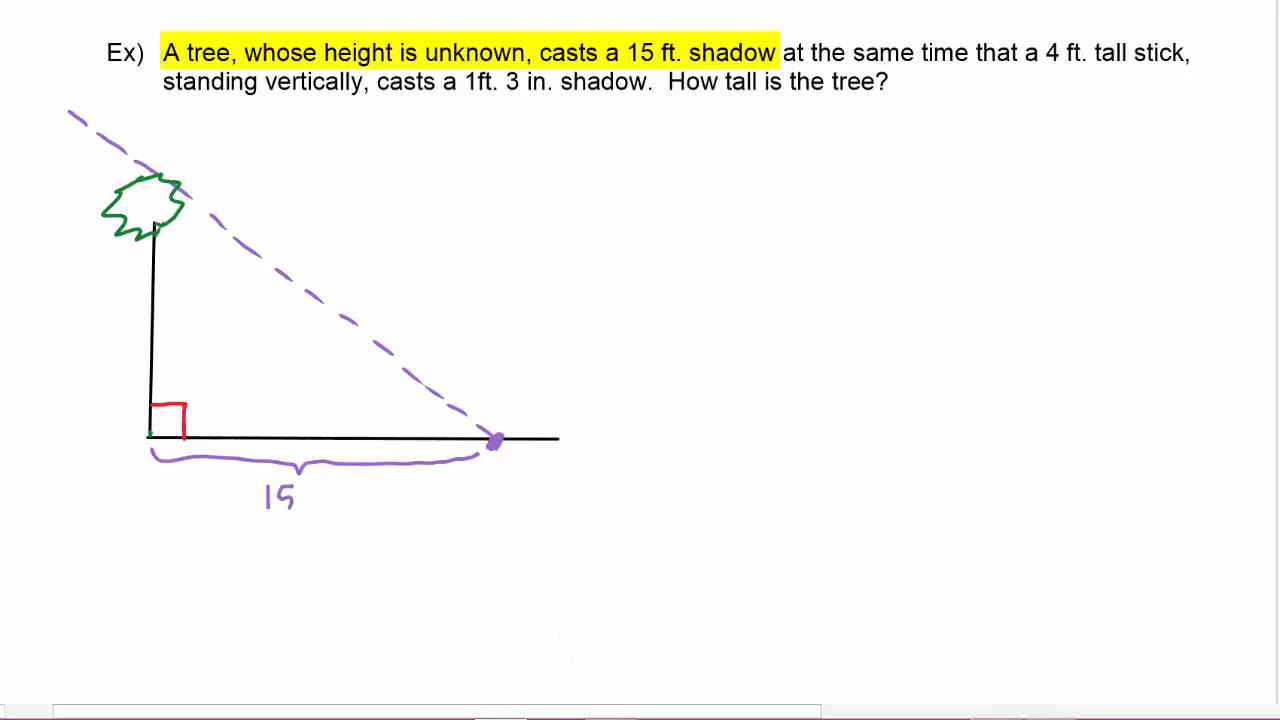 Ex) A tree, whose height is unknown, casts a 15 ft. shadow at the same time that a 4 ft. tall stick,
standing vertically, casts a 1ft. 3 in. shadow. How tall is the tree?
15